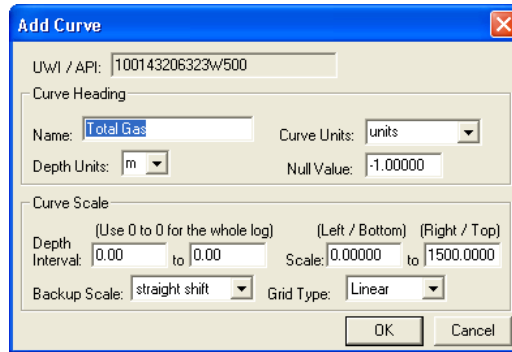 Add Curve
UWI / API: 100143206323W500
Curve Heading
Name: Total Gas Curve Units: units
Depth Units: m Null Value: -1.00000
Curve Scale
(Use 0 to 0 for the whole log) (Left / Bottom) (Right / Top)
Depth Interval: 0.00 to 0.00 Scale: 0.00000 to 1500.0000
Backup Scale: straight shift Grid Type: Linear
OK Cancel